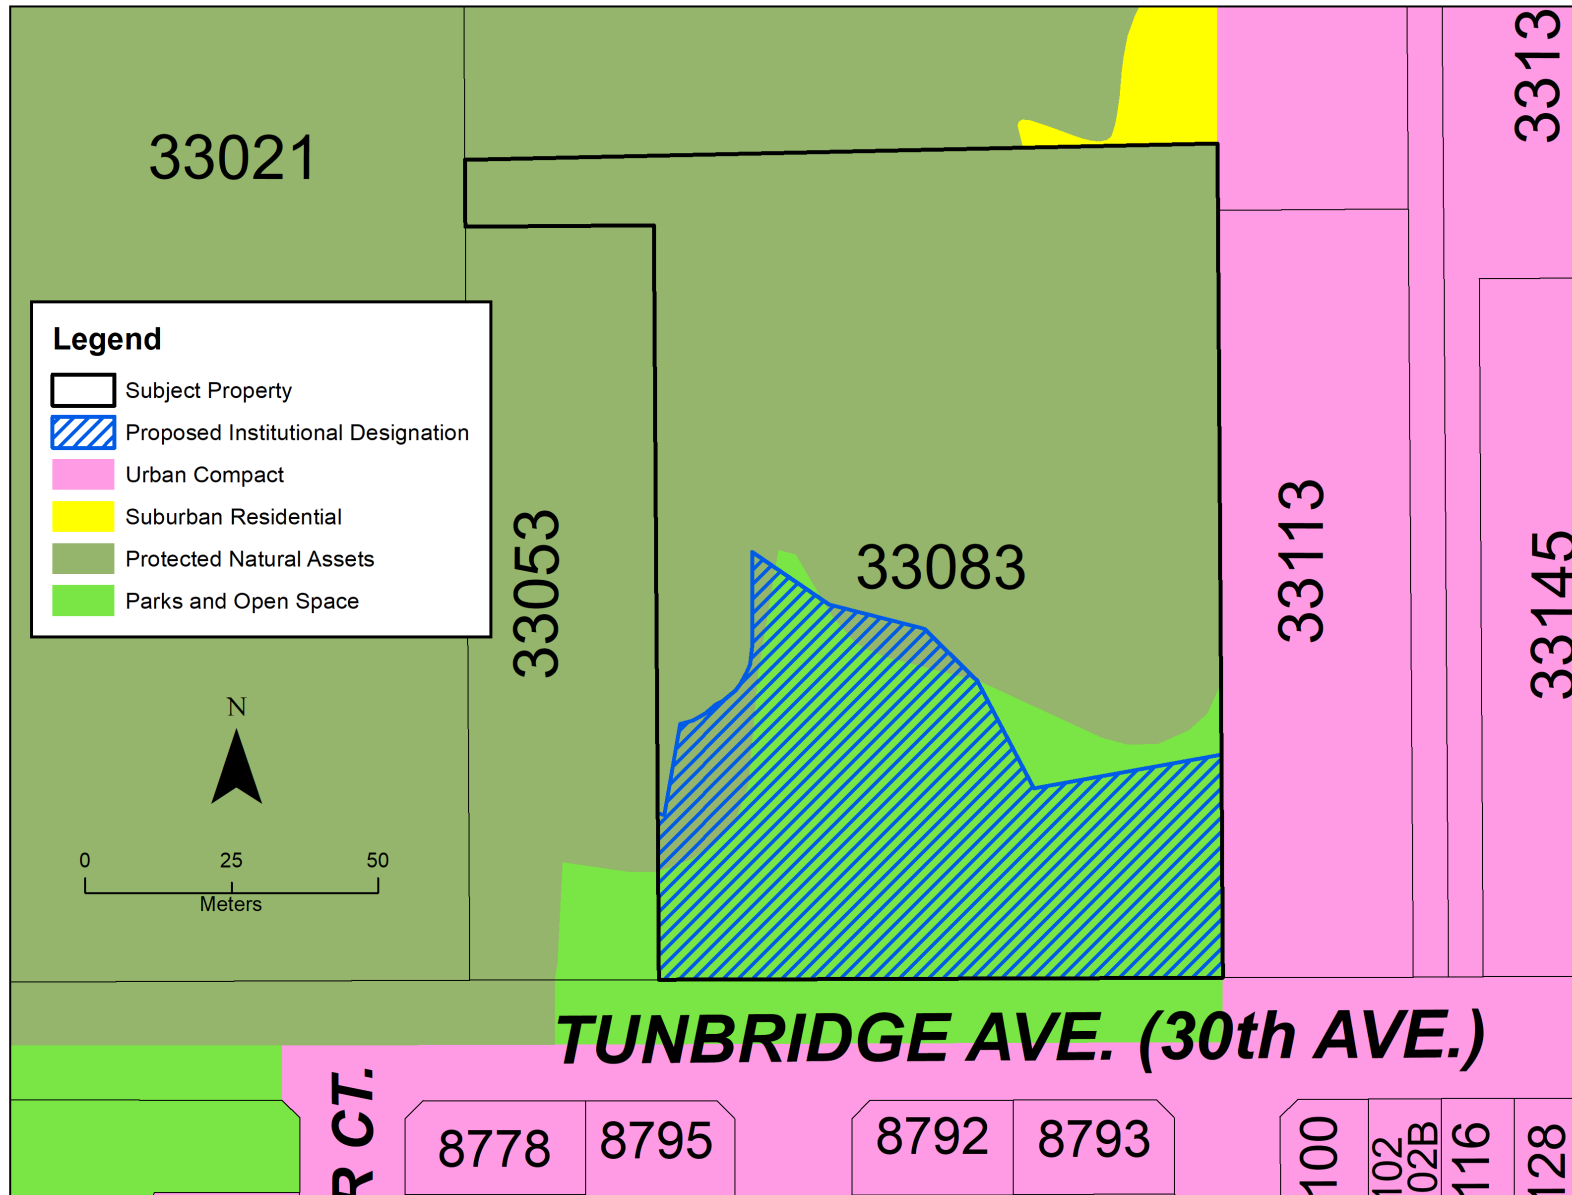 3313
33021
Legend
Subject Property
Proposed Institutional Designation
Urban Compact
Suburban Residential
Protected Natural Assets
Parks and Open Space
33053
33083
33113
33145
N
0 25 50
Meters
TUNBRIDGE AVE. (30th AVE.)
R CT.
8778
8795
8792
8793
100
102
02B
116
128